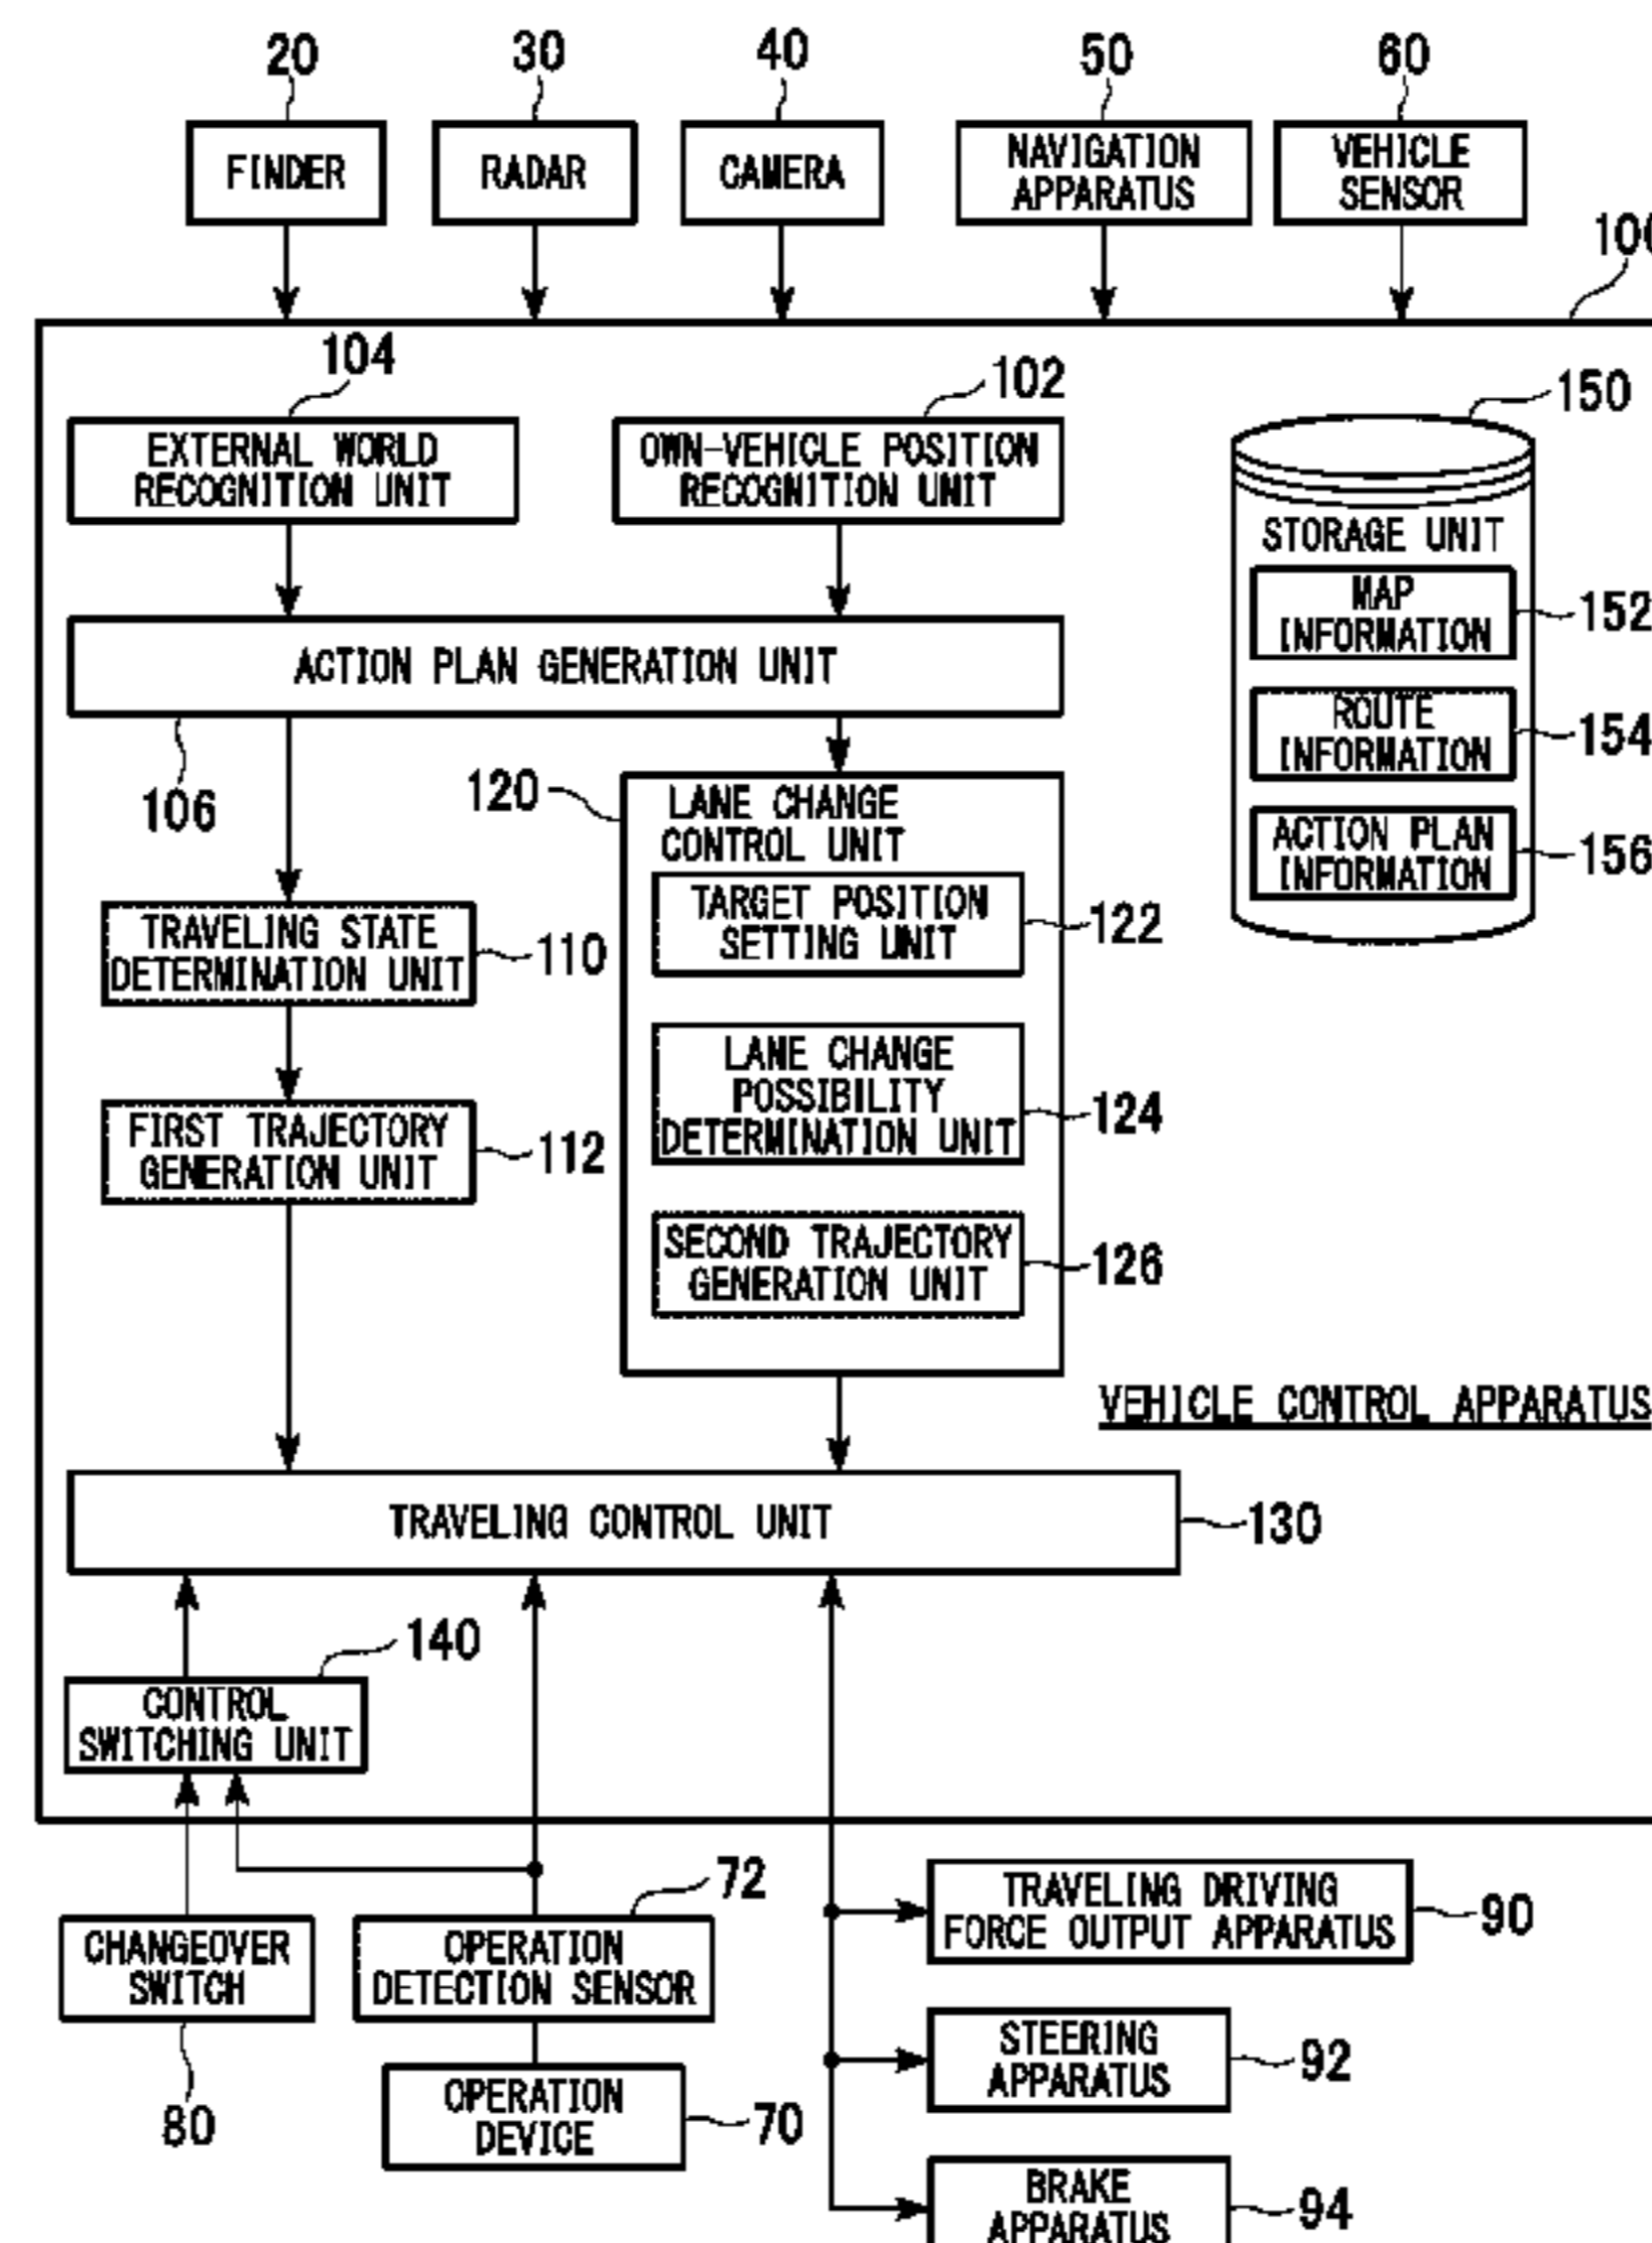 20
30
40
50
60
FINDER
RADAR
CAMERA
NAVIGATION
APPARATUS
VEHICLE
SENSOR
104
102
150
EXTERNAL WORLD
RECOGNITION UNIT
OWN-VEHICLE POSITION
RECOGNITION UNIT
STORAGE UNIT
MAP
INFORMATION
152
ROUTE
INFORMATION
154
ACTION PLAN
INFORMATION
156
ACTION PLAN GENERATION UNIT
106
120
LANE CHANGE
CONTROL UNIT
TARGET POSITION
SETTING UNIT
122
TRAVELING STATE
DETERMINATION UNIT
110
LANE CHANGE
POSSIBILITY
DETERMINATION UNIT
124
FIRST TRAJECTORY
GENERATION UNIT
112
SECOND TRAJECTORY
GENERATION UNIT
126
VEHICLE CONTROL APPARATUS
TRAVELING CONTROL UNIT
130
140
CONTROL
SWITCHING UNIT
72
CHANGEOVER
SWITCH
80
OPERATION
DETECTION SENSOR
OPERATION
DEVICE
70
TRAVELING DRIVING
FORCE OUTPUT APPARATUS
90
STEERING
APPARATUS
92
BRAKE
APPARATUS
94